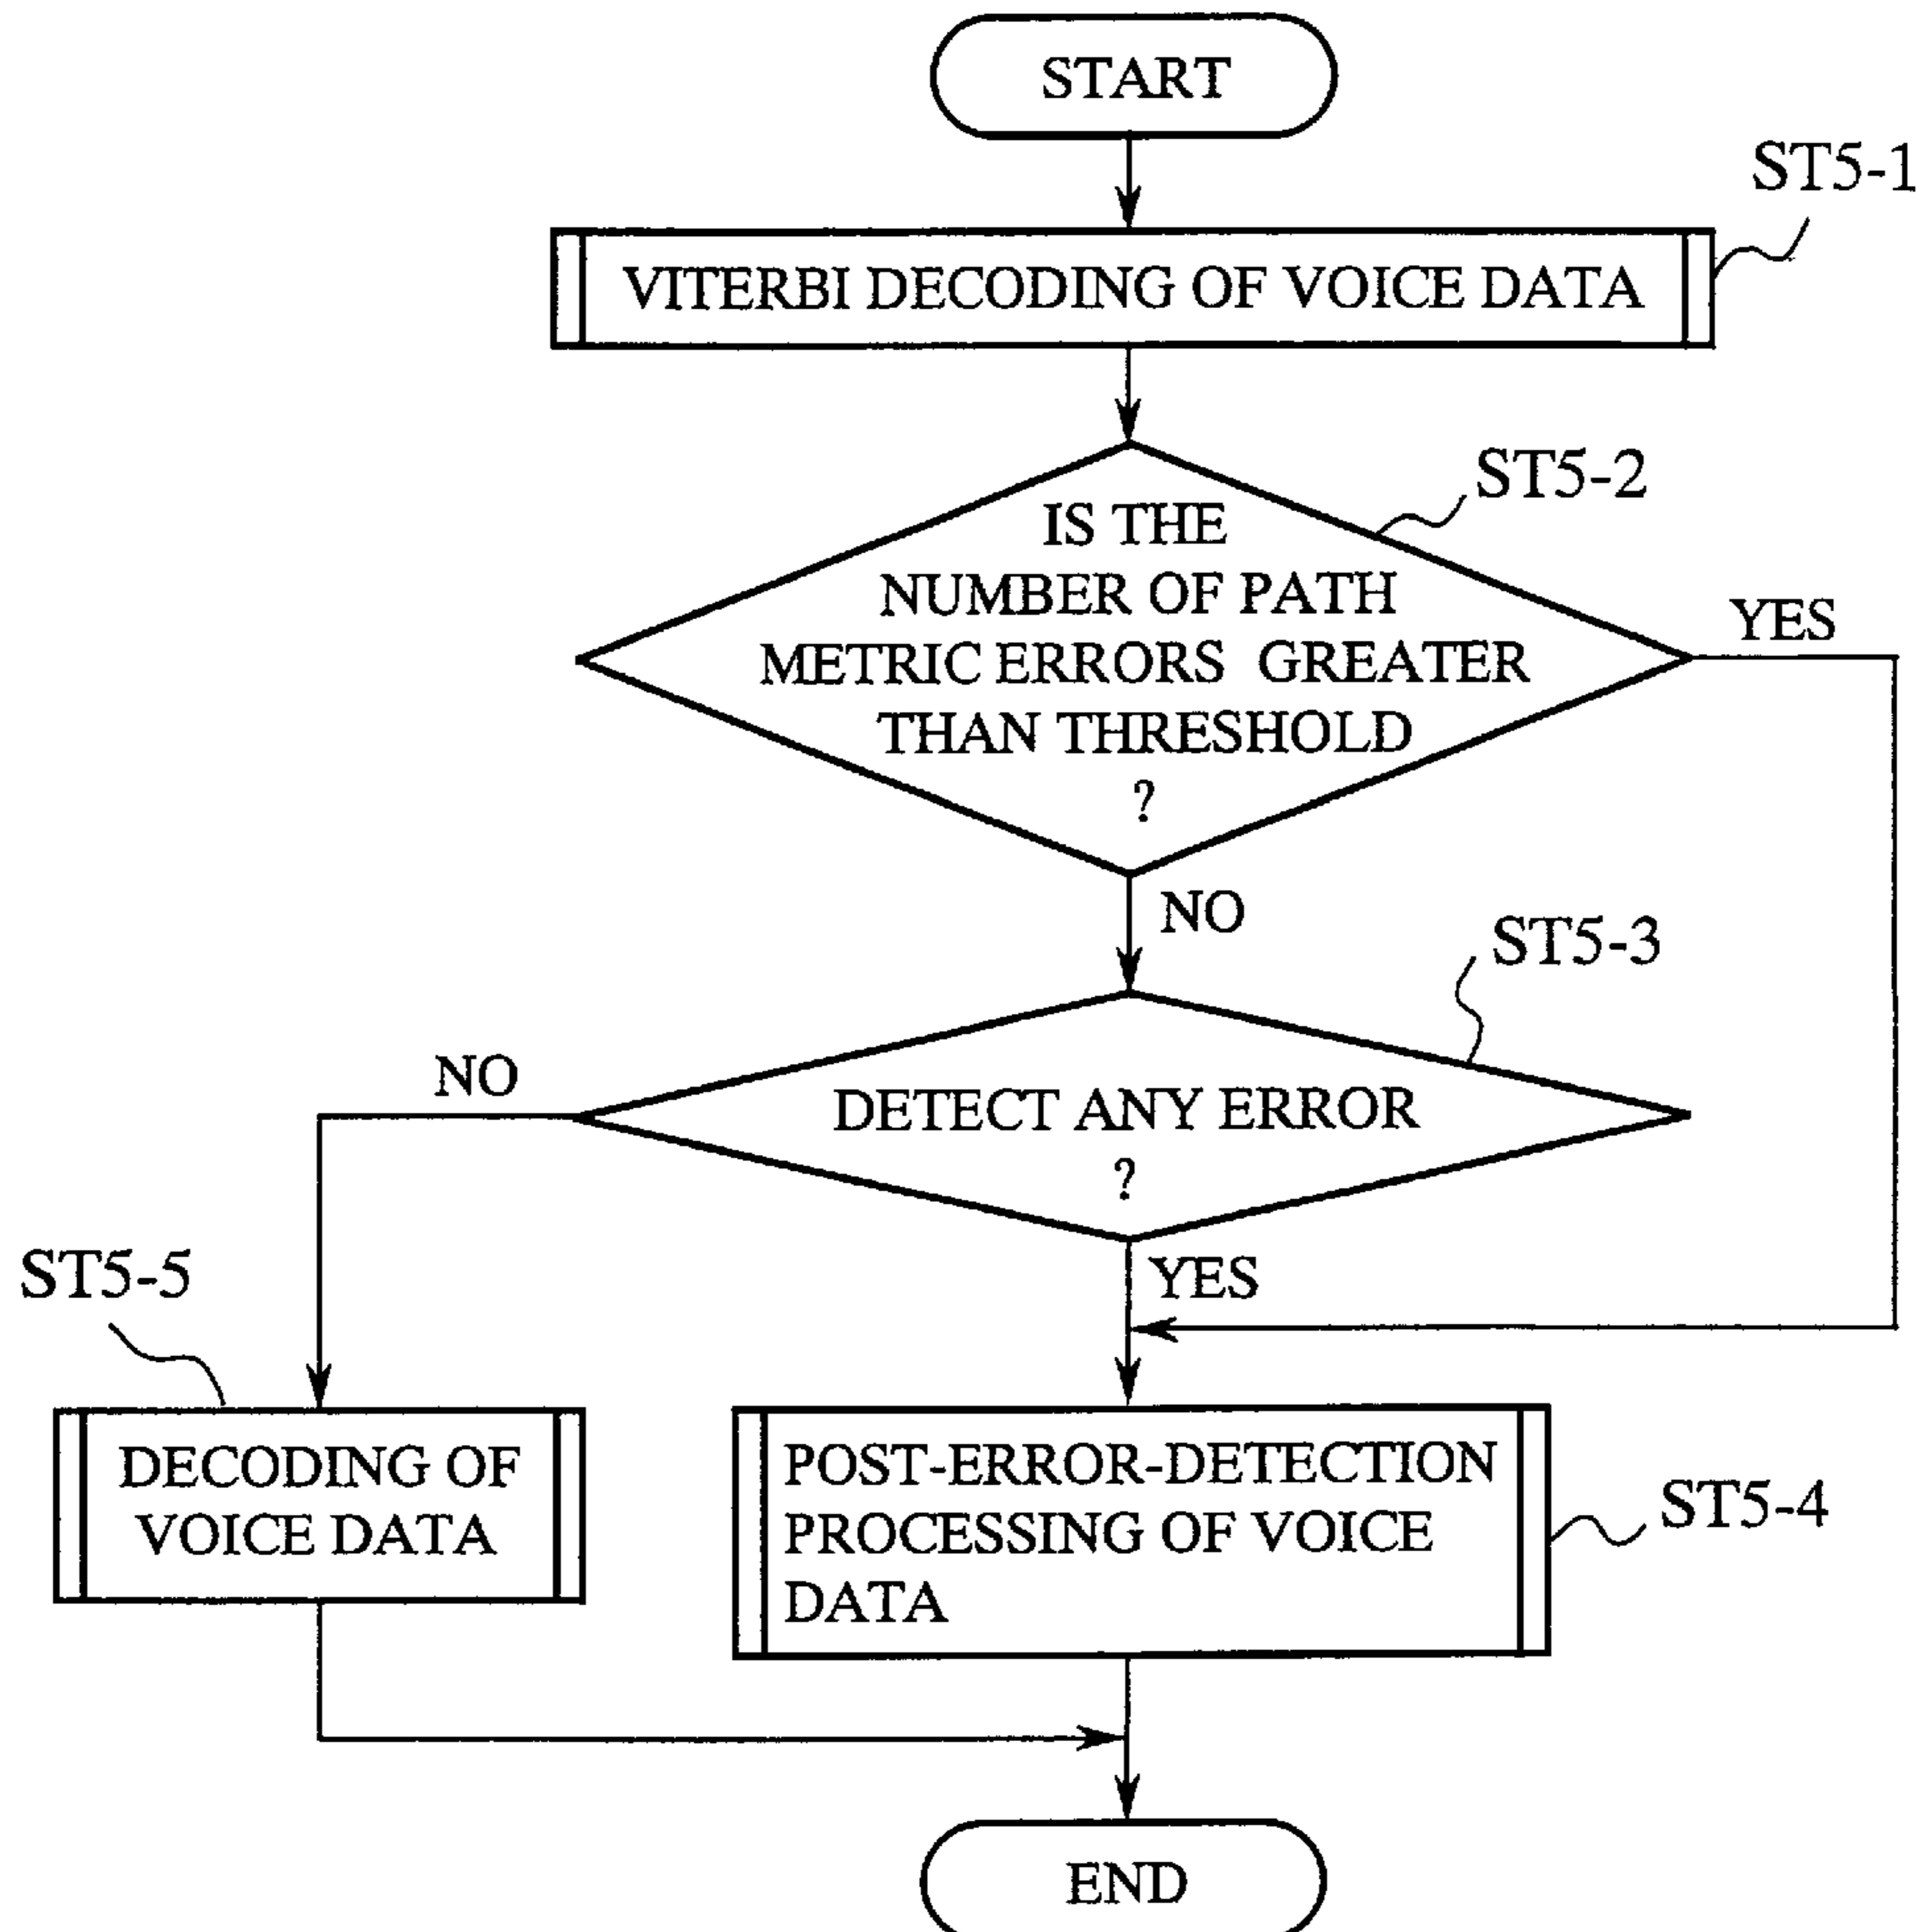 START
ST5-1
VITERBI DECODING OF VOICE DATA
ST5-2
IS THE
NUMBER OF PATH
METRIC ERRORS GREATER
THAN THRESHOLD
?
YES
NO
ST5-3
NO
DETECT ANY ERROR
?
YES
ST5-5
DECODING OF
VOICE DATA
POST-ERROR-DETECTION
PROCESSING OF VOICE
DATA
ST5-4
END